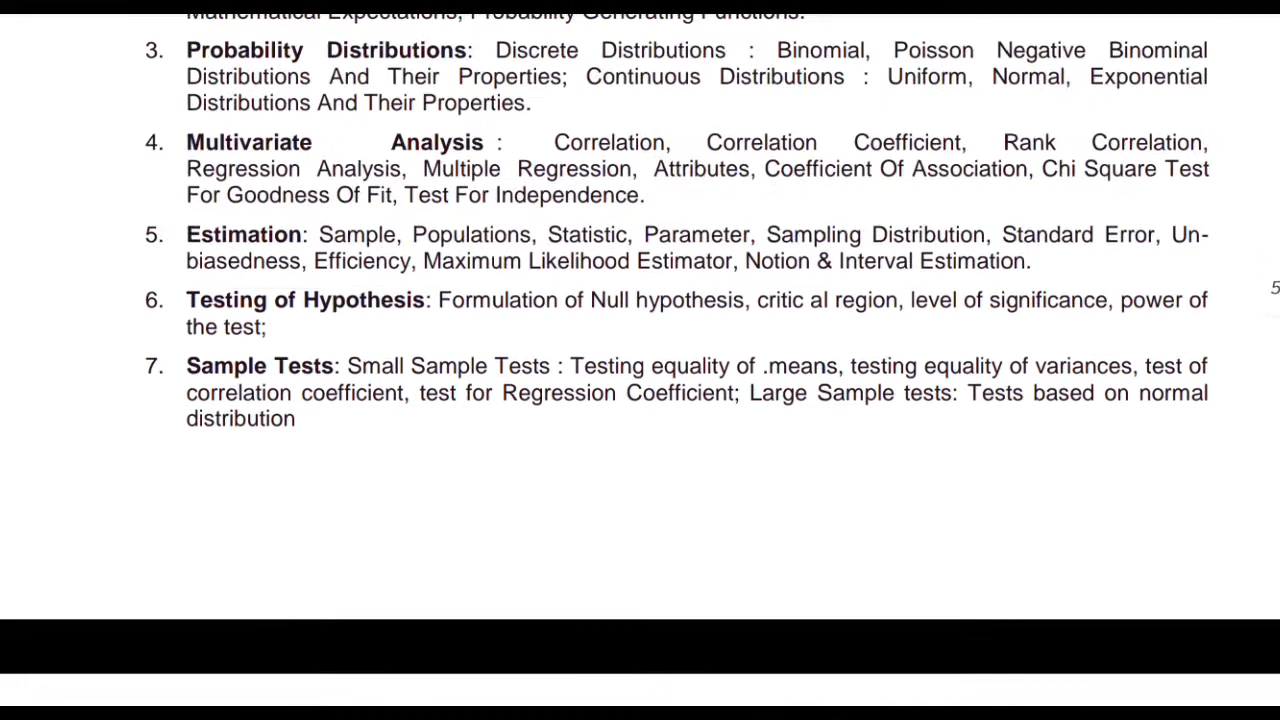 Mathematical Expectations, Probability Generating Functions.
3. Probability Distributions: Discrete Distributions : Binomial, Poisson Negative Binominal
Distributions And Their Properties; Continuous Distributions : Uniform, Normal, Exponential
Distributions And Their Properties.
4. Multivariate Analysis : Correlation, Correlation Coefficient, Rank Correlation,
Regression Analysis, Multiple Regression, Attributes, Coefficient Of Association, Chi Square Test
For Goodness Of Fit, Test For Independence.
5. Estimation: Sample, Populations, Statistic, Parameter, Sampling Distribution, Standard Error, Un-
biasedness, Efficiency, Maximum Likelihood Estimator, Notion & Interval Estimation.
6. Testing of Hypothesis: Formulation of Null hypothesis, critic al region, level of significance, power of
the test;
7. Sample Tests: Small Sample Tests : Testing equality of .means, testing equality of variances, test of
correlation coefficient, test for Regression Coefficient; Large Sample tests: Tests based on normal
distribution
5